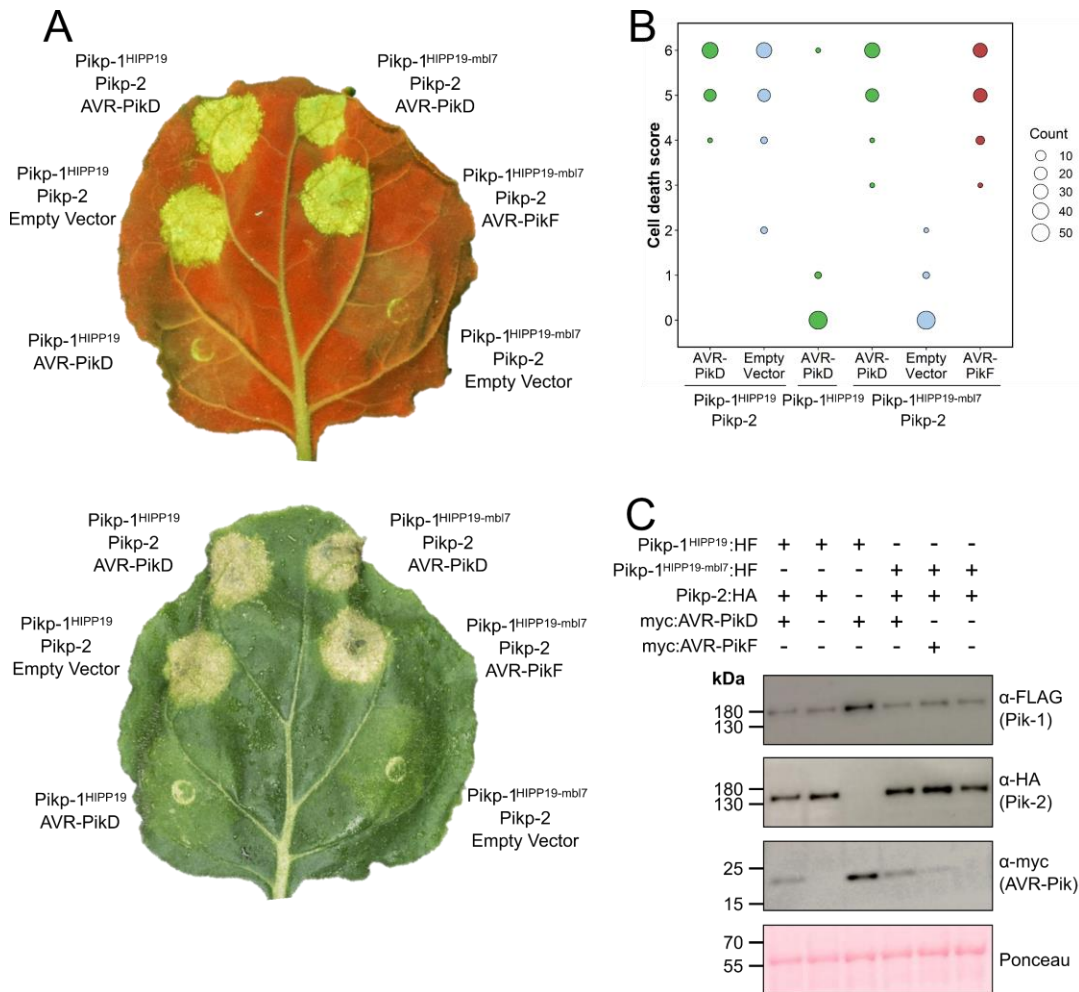 A
Pikp-1HIPP19
Pikp-2
AVR-PikD
Pikp-1HIPP19-mbl7
Pikp-2
AVR-PikD
Pikp-1HIPP19
Pikp-2
Empty Vector
Pikp-1HIPP19-mbl7
Pikp-2
AVR-PikF
Pikp-1HIPP19
AVR-PikD
Pikp-1HIPP19-mbl7
Pikp-2
Empty Vector
Pikp-1HIPP19
Pikp-2
AVR-PikD
Pikp-1HIPP19-mbl7
Pikp-2
AVR-PikD
Pikp-1HIPP19
Pikp-2
Empty Vector
Pikp-1HIPP19-mbl7
Pikp-2
AVR-PikF
Pikp-1HIPP19
AVR-PikD
Pikp-1HIPP19-mbl7
Pikp-2
Empty Vector
B
Cell death score
6
5
4
3
2
1
0
AVR-PikD
Empty Vector
AVR-PikD
AVR-PikD
Empty Vector
AVR-PikF
Pikp-1HIPP19
Pikp-2
Pikp-1HIPP19
Pikp-1HIPP19-mbl7
Pikp-2
Count
10
20
30
40
50
C
Pikp-1HIPP19:HF + + + - - -
Pikp-1HIPP19-mbl7:HF - - - + + +
Pikp-2:HA + + - + + +
myc:AVR-PikD + - + + - -
myc:AVR-PikF - - - - + -
kDa
180
130
α-FLAG
(Pik-1)
180
130
α-HA
(Pik-2)
25
15
α-myc
(AVR-Pik)
70
55
Ponceau